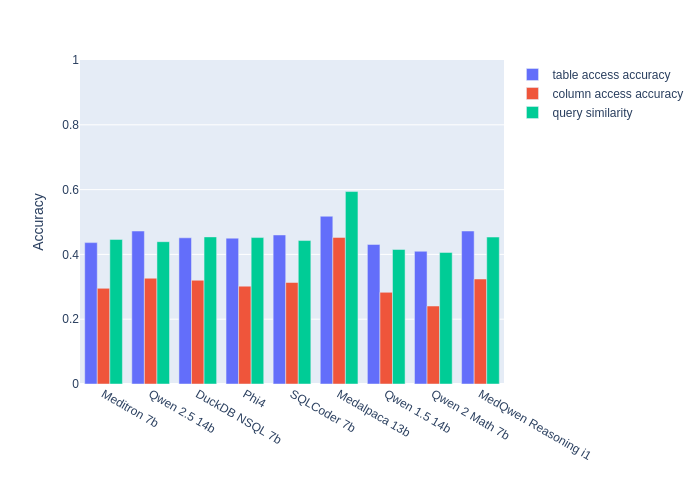 1
0.8
0.6
0.4
0.2
0
Accuracy
Meditron 7b
Qwen 2.5 14b
DuckDB NSQL 7b
Phi4
SQLCoder 7b
Medalpaca 13b
Qwen 1.5 14b
Qwen 2 Math 7b
MedQwen Reasoning i1
table access accuracy
column access accuracy
query similarity